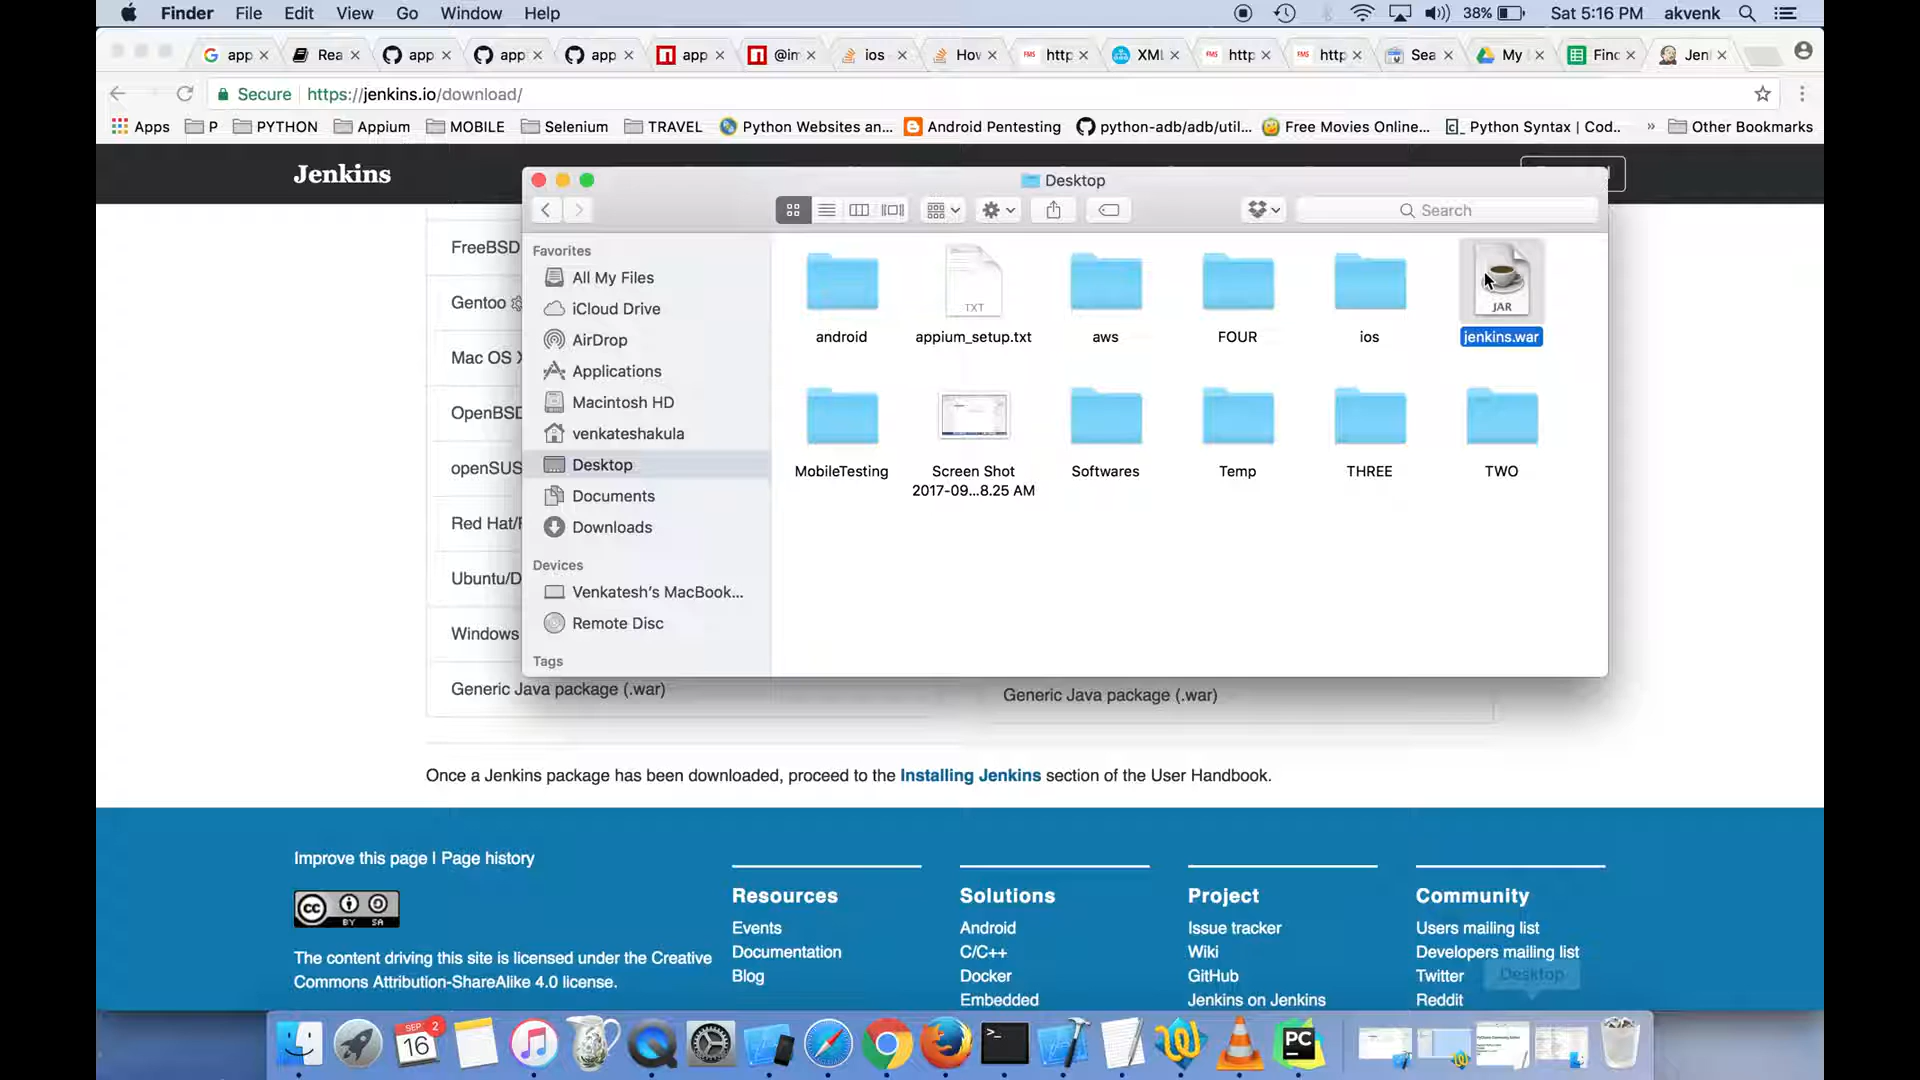 Finder File Edit View Go Window Help 38% Sat 5:16 PM akvenk
app app app app ios How http XML http http Sea My Finc Jen
Secure https://jenkins.io/download/
Apps P PYTHON Appium MOBILE Selenium TRAVEL Python Websites an... Android Pentesting python-adb/adb/util... Free Movies Online... Python Syntax | Cod.. » Other Bookmarks
Jenkins
Desktop
Search
FreeBSD
Gentoo
Mac OS X
OpenBSD
openSUS
Red Hat/F
Ubuntu/D
Windows
Generic Java package (.war)
Favorites
All My Files
iCloud Drive
AirDrop
Applications
Macintosh HD
venkateshakula
Desktop
Documents
Downloads
Devices
Venkatesh's MacBook...
Remote Disc
Tags
TXT
JAR
android appium_setup.txt aws FOUR ios jenkins.war
MobileTesting Screen Shot Softwares Temp THREE TWO
2017-09...8.25 AM
Generic Java package (.war)
Once a Jenkins package has been downloaded, proceed to the Installing Jenkins section of the User Handbook.
Improve this page | Page history
CC BY SA
The content driving this site is licensed under the Creative
Commons Attribution-ShareAlike 4.0 license.
Resources
Events
Documentation
Blog
Solutions
Android
C/C++
Docker
Embedded
Project
Issue tracker
Wiki
GitHub
Jenkins on Jenkins
Community
Users mailing list
Developers mailing list
Twitter
Reddit
Desktop
SEP 2
16
PC